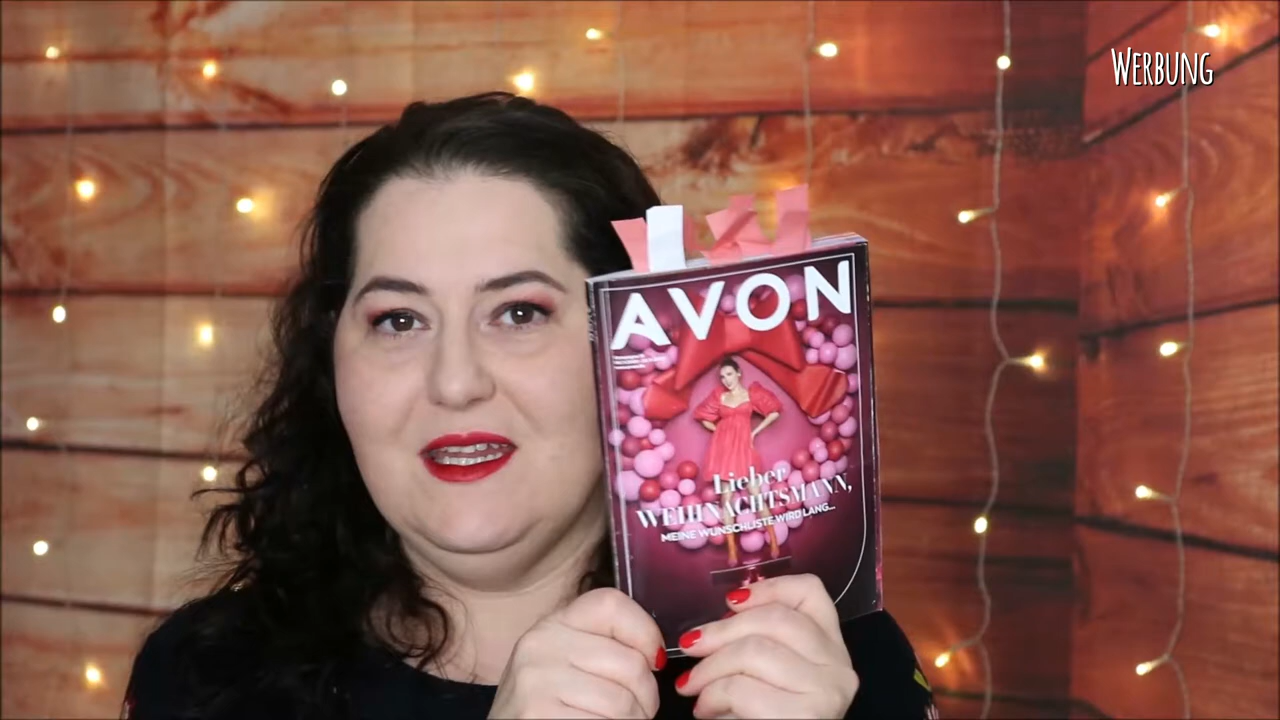 WERBUNG
AVON
Lieber
WEIHNACHTSMANN,
MEINE WUNSCHLISTE WIRD LANG...